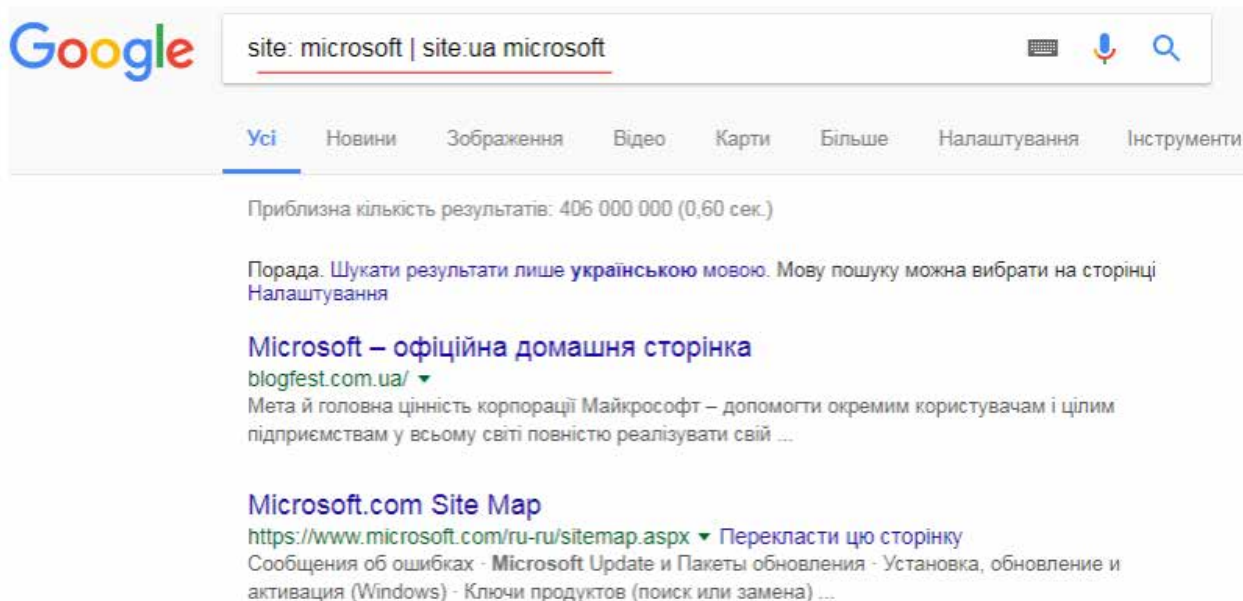 Google
site: microsoft | site:ua microsoft
Усі Новини Зображення Відео Карти Більше Налаштування Інструменти
Приблизна кількість результатів: 406 000 000 (0,60 сек.)
Порада. Шукати результати лише українською мовою. Мову пошуку можна вибрати на сторінці
Налаштування
Microsoft – офіційна домашня сторінка
blogfest.com.ua/
Мета й головна цінність корпорації Майкрософт – допомогти окремим користувачам і цілим
підприємствам у всьому світі повністю реалізувати свій ...
Microsoft.com Site Map
https://www.microsoft.com/ru-ru/sitemap.aspx Перекласти цю сторінку
Сообщения об ошибках · Microsoft Update и Пакеты обновления · Установка, обновление и
активация (Windows) · Ключи продуктов (поиск или замена) ...